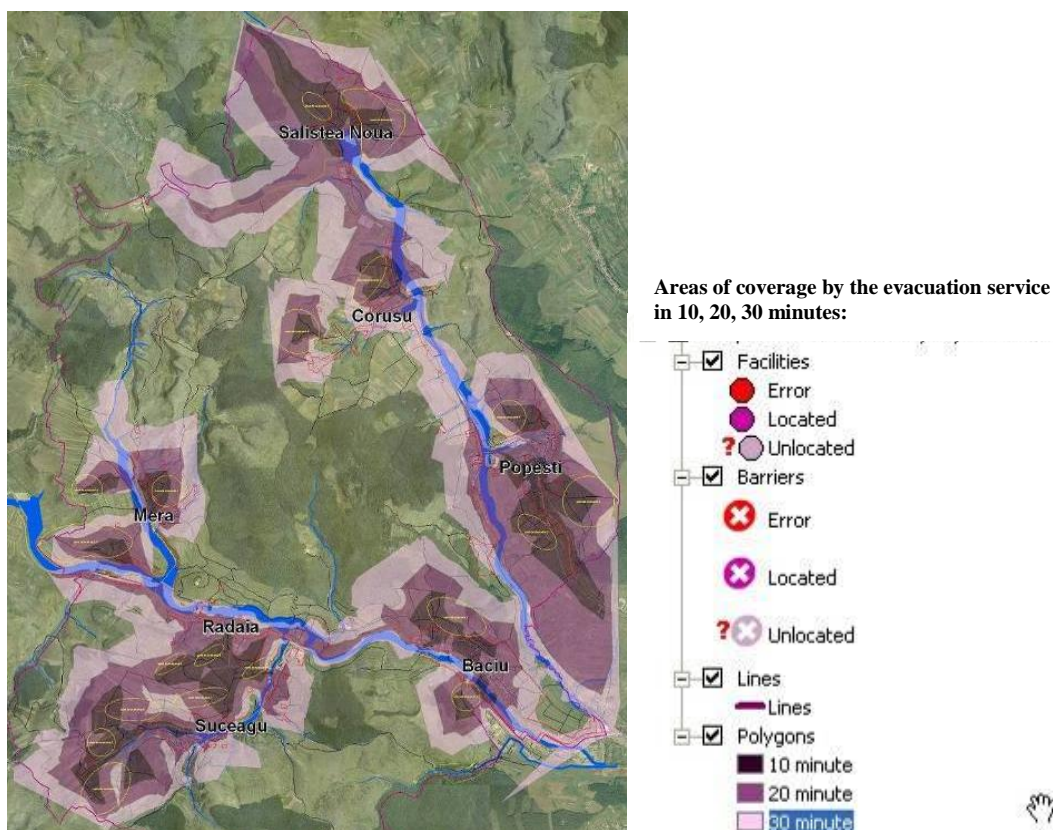 Salistea Noua
Corusu
Popesti
Mera
Radaia
Baciu
Suceagu
Areas of coverage by the evacuation service
in 10, 20, 30 minutes:
Facilities
Error
Located
? Unlocated
Barriers
Error
Located
? Unlocated
Lines
Lines
Polygons
10 minute
20 minute
30 minute